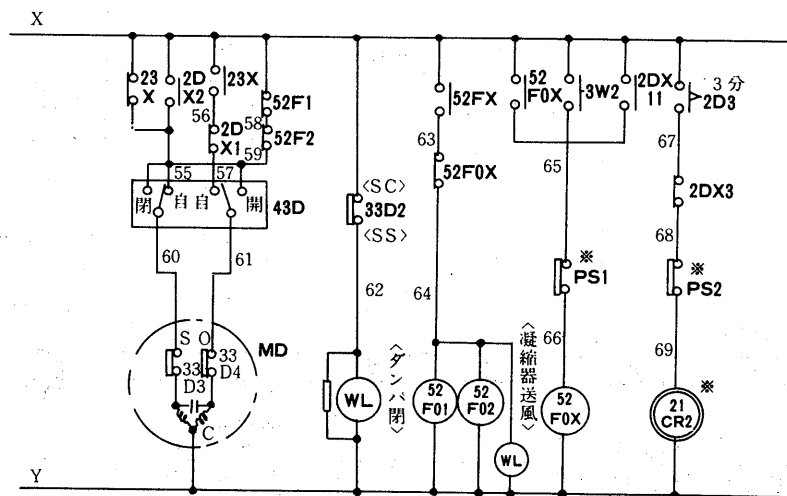 X
23
X
2D
X2
23X
56
2D
X1
52F1
58
52F2
59
55
57
閉
自
自
開
43D
60
61
S
O
MD
33
D3
33
D4
C
<SC>
33D2
<SS>
62
WL
〈ダンパ閉〉
52FX
63
52F0X
64
52
F01
52
F02
WL
〈凝縮器送風〉
52
F0X
3W2
2DX
11
65
※
PS1
66
52
F0X
3分
2D3
67
2DX3
68
※
PS2
69
※
21
CR2
Y